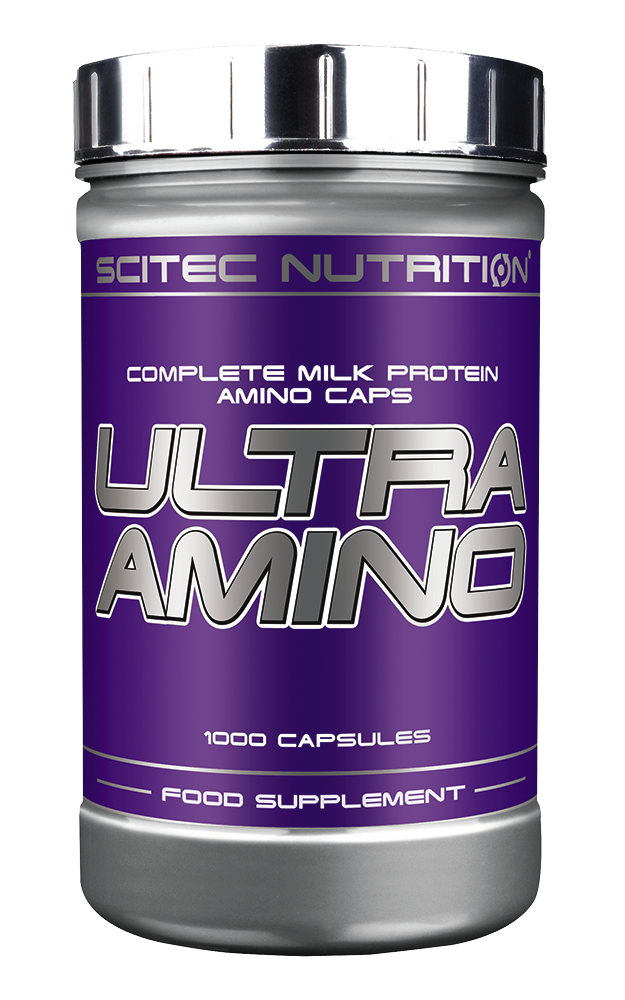 SCITEC NUTRITION®
COMPLETE MILK PROTEIN
AMINO CAPS
ULTRA
AMINO
1000 CAPSULES
FOOD SUPPLEMENT